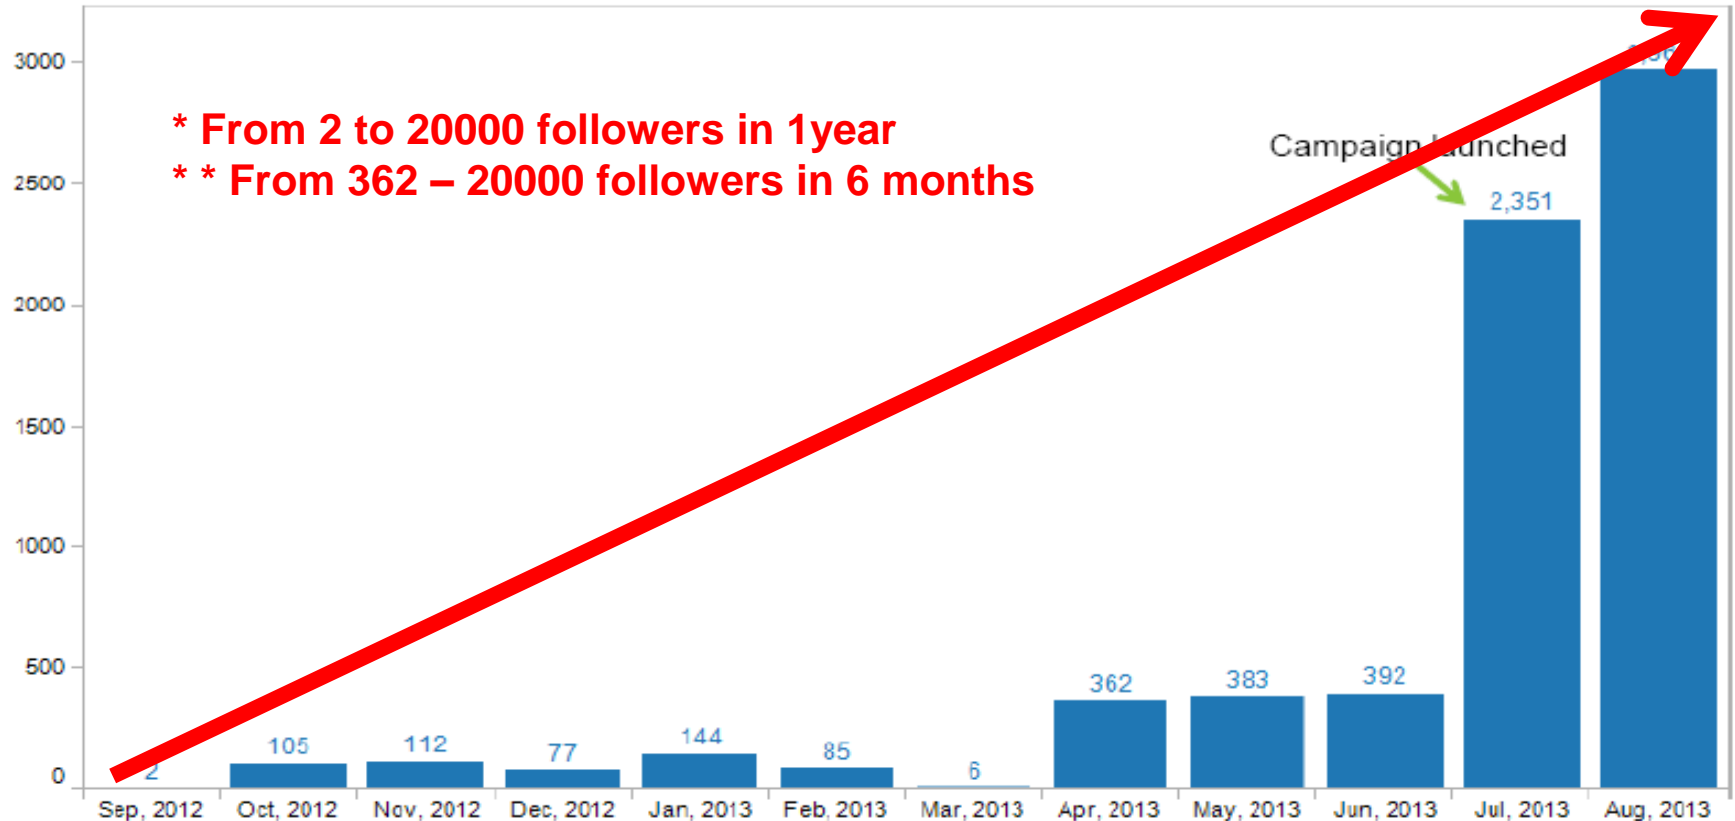 3000
* From 2 to 20000 followers in 1year
* * From 362 – 20000 followers in 6 months
Campaign launched
2500
2,351
2000
1500
1000
500
362
383
392
105
112
77
144
85
6
2
0
Sep, 2012
Oct, 2012
Nov, 2012
Dec, 2012
Jan, 2013
Feb, 2013
Mar, 2013
Apr, 2013
May, 2013
Jun, 2013
Jul, 2013
Aug, 2013